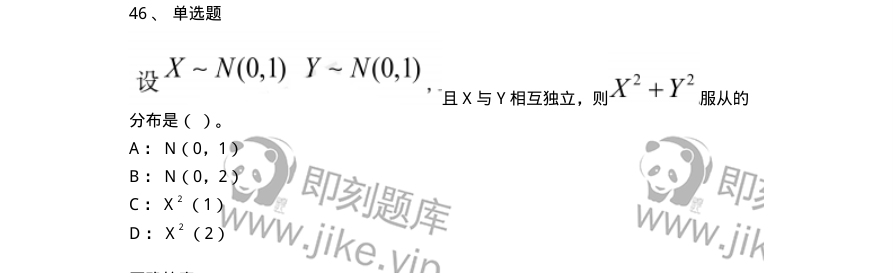 46 、 单选题
设 X ~ N(0,1) Y ~ N(0,1) , 且 X 与 Y 相互独立，则 X² + Y² 服从的
分布是（ ）。
A ： N（0，1）
B ： N（0，2）
C ： X²（1）
D ： X²（2）
即刻题库
www.jike.vip
即刻
www.jik